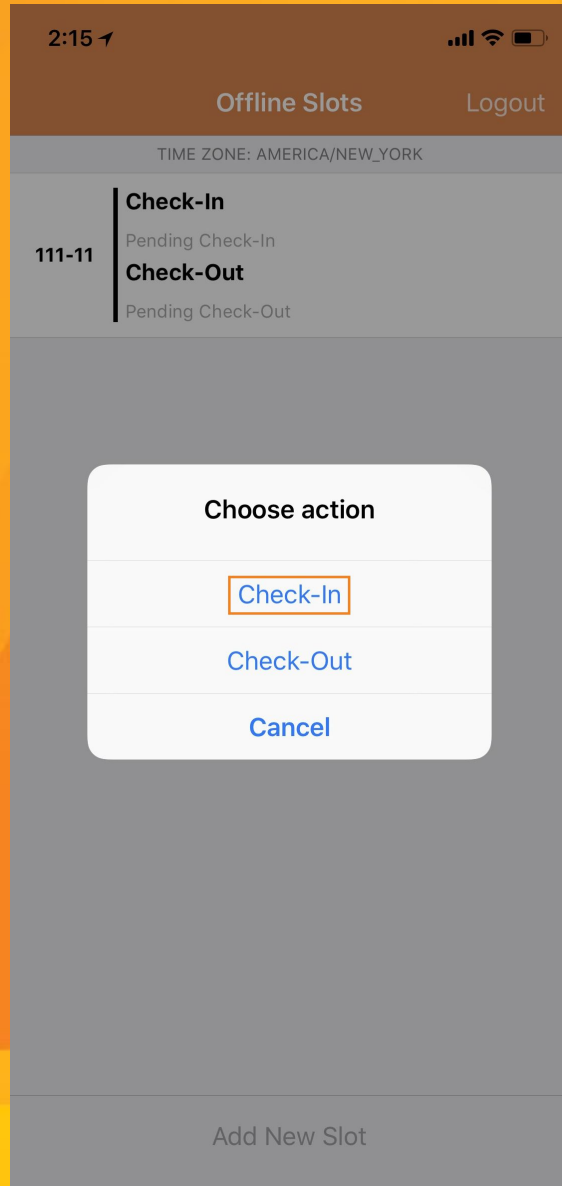 2:15
Offline Slots
Logout
TIME ZONE: AMERICA/NEW_YORK
111-11
Check-In
Pending Check-In
Check-Out
Pending Check-Out
Choose action
Check-In
Check-Out
Cancel
Add New Slot